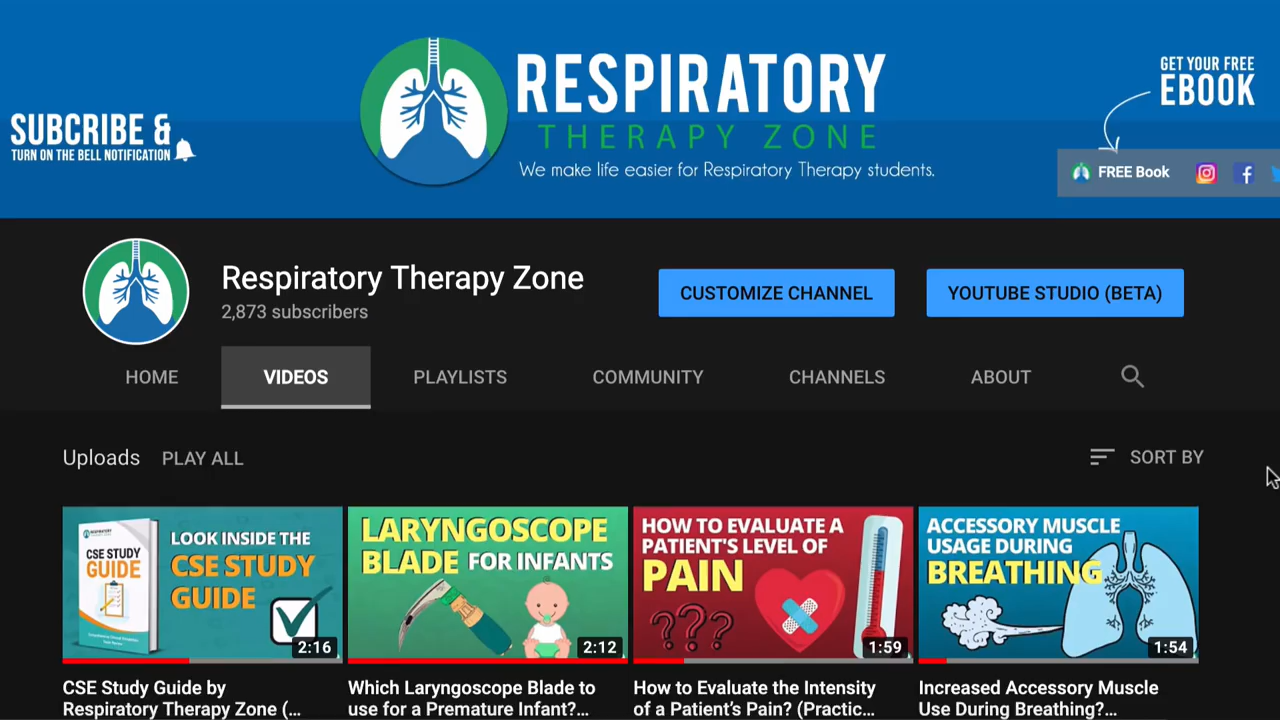 SUBCRIBE &
TURN ON THE BELL NOTIFICATION
RESPIRATORY
THERAPY ZONE
We make life easier for Respiratory Therapy students.
GET YOUR FREE
EBOOK
FREE Book
Respiratory Therapy Zone
2,873 subscribers
CUSTOMIZE CHANNEL
YOUTUBE STUDIO (BETA)
HOME
VIDEOS
PLAYLISTS
COMMUNITY
CHANNELS
ABOUT
Uploads
PLAY ALL
SORT BY
RESPIRATORY
CSE STUDY
GUIDE
LOOK INSIDE THE
CSE STUDY
GUIDE
2:16
CSE Study Guide by
Respiratory Therapy Zone (...
LARYNGOSCOPE
BLADE FOR INFANTS
2:12
Which Laryngoscope Blade to
use for a Premature Infant?...
HOW TO EVALUATE A
PATIENT'S LEVEL OF
PAIN
???
1:59
How to Evaluate the Intensity
of a Patient's Pain? (Practic...
ACCESSORY MUSCLE
USAGE DURING
BREATHING
1:54
Increased Accessory Muscle
Use During Breathing?...